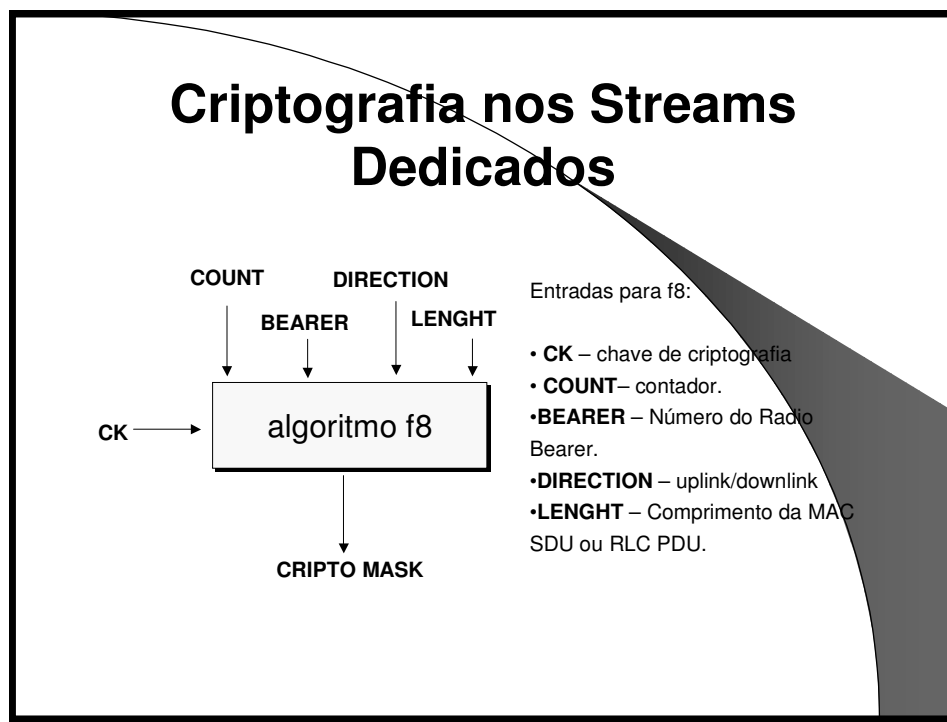 Criptografia nos Streams
Dedicados
COUNT
DIRECTION
BEARER
LENGHT
CK
algoritmo f8
CRIPTO MASK
Entradas para f8:
• CK – chave de criptografia
• COUNT– contador.
•BEARER – Número do Radio
Bearer.
•DIRECTION – uplink/downlink
•LENGHT – Comprimento da MAC
SDU ou RLC PDU.